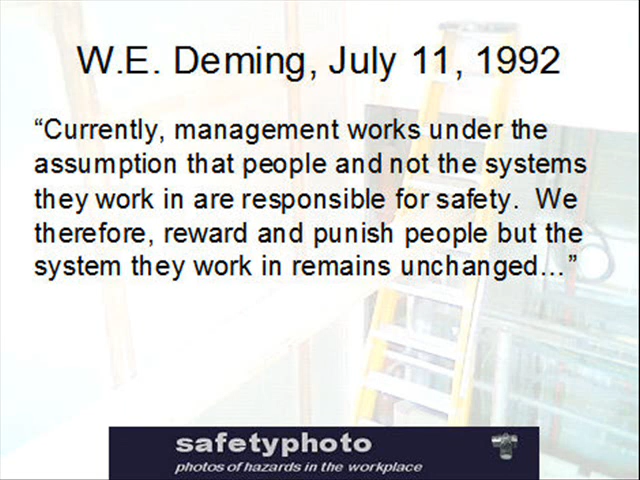 W.E. Deming, July 11, 1992
“Currently, management works under the
assumption that people and not the systems
they work in are responsible for safety.  We
therefore, reward and punish people but the
system they work in remains unchanged…”
safetyphoto
photos of hazards in the workplace